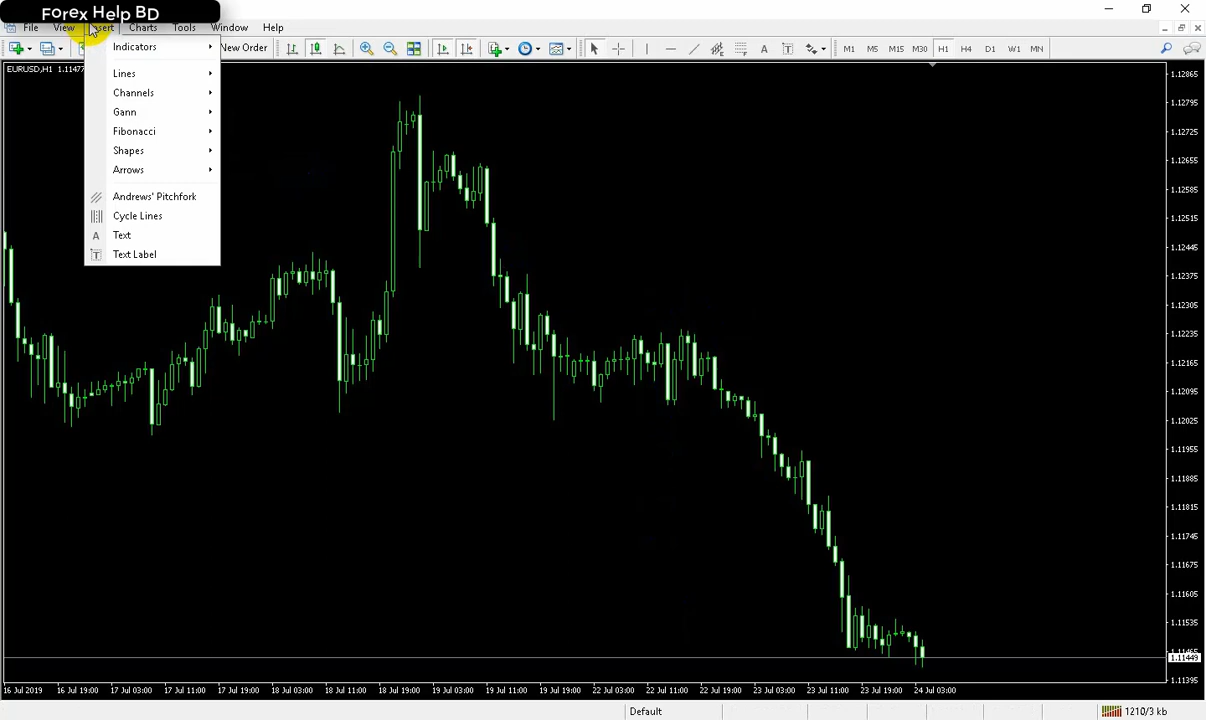 Forex Help BD
File
View
Insert
Charts
Tools
Window
Help
New Order
M1
M5
M15
M30
H1
H4
D1
W1
MN
Indicators
Lines
Channels
Gann
Fibonacci
Shapes
Arrows
Andrews' Pitchfork
Cycle Lines
A Text
T Text Label
EURUSD,H1 1.1147
1.12865
1.12795
1.12725
1.12655
1.12585
1.12515
1.12445
1.12375
1.12305
1.12235
1.12165
1.12095
1.12025
1.11955
1.11885
1.11815
1.11745
1.11675
1.11605
1.11535
1.11465
1.11449
1.11395
16 Jul 2019
16 Jul 19:00
17 Jul 03:00
17 Jul 11:00
17 Jul 19:00
18 Jul 03:00
18 Jul 11:00
18 Jul 19:00
19 Jul 03:00
19 Jul 11:00
19 Jul 19:00
22 Jul 03:00
22 Jul 11:00
22 Jul 19:00
23 Jul 03:00
23 Jul 11:00
23 Jul 19:00
24 Jul 03:00
Default
1210/3 kb